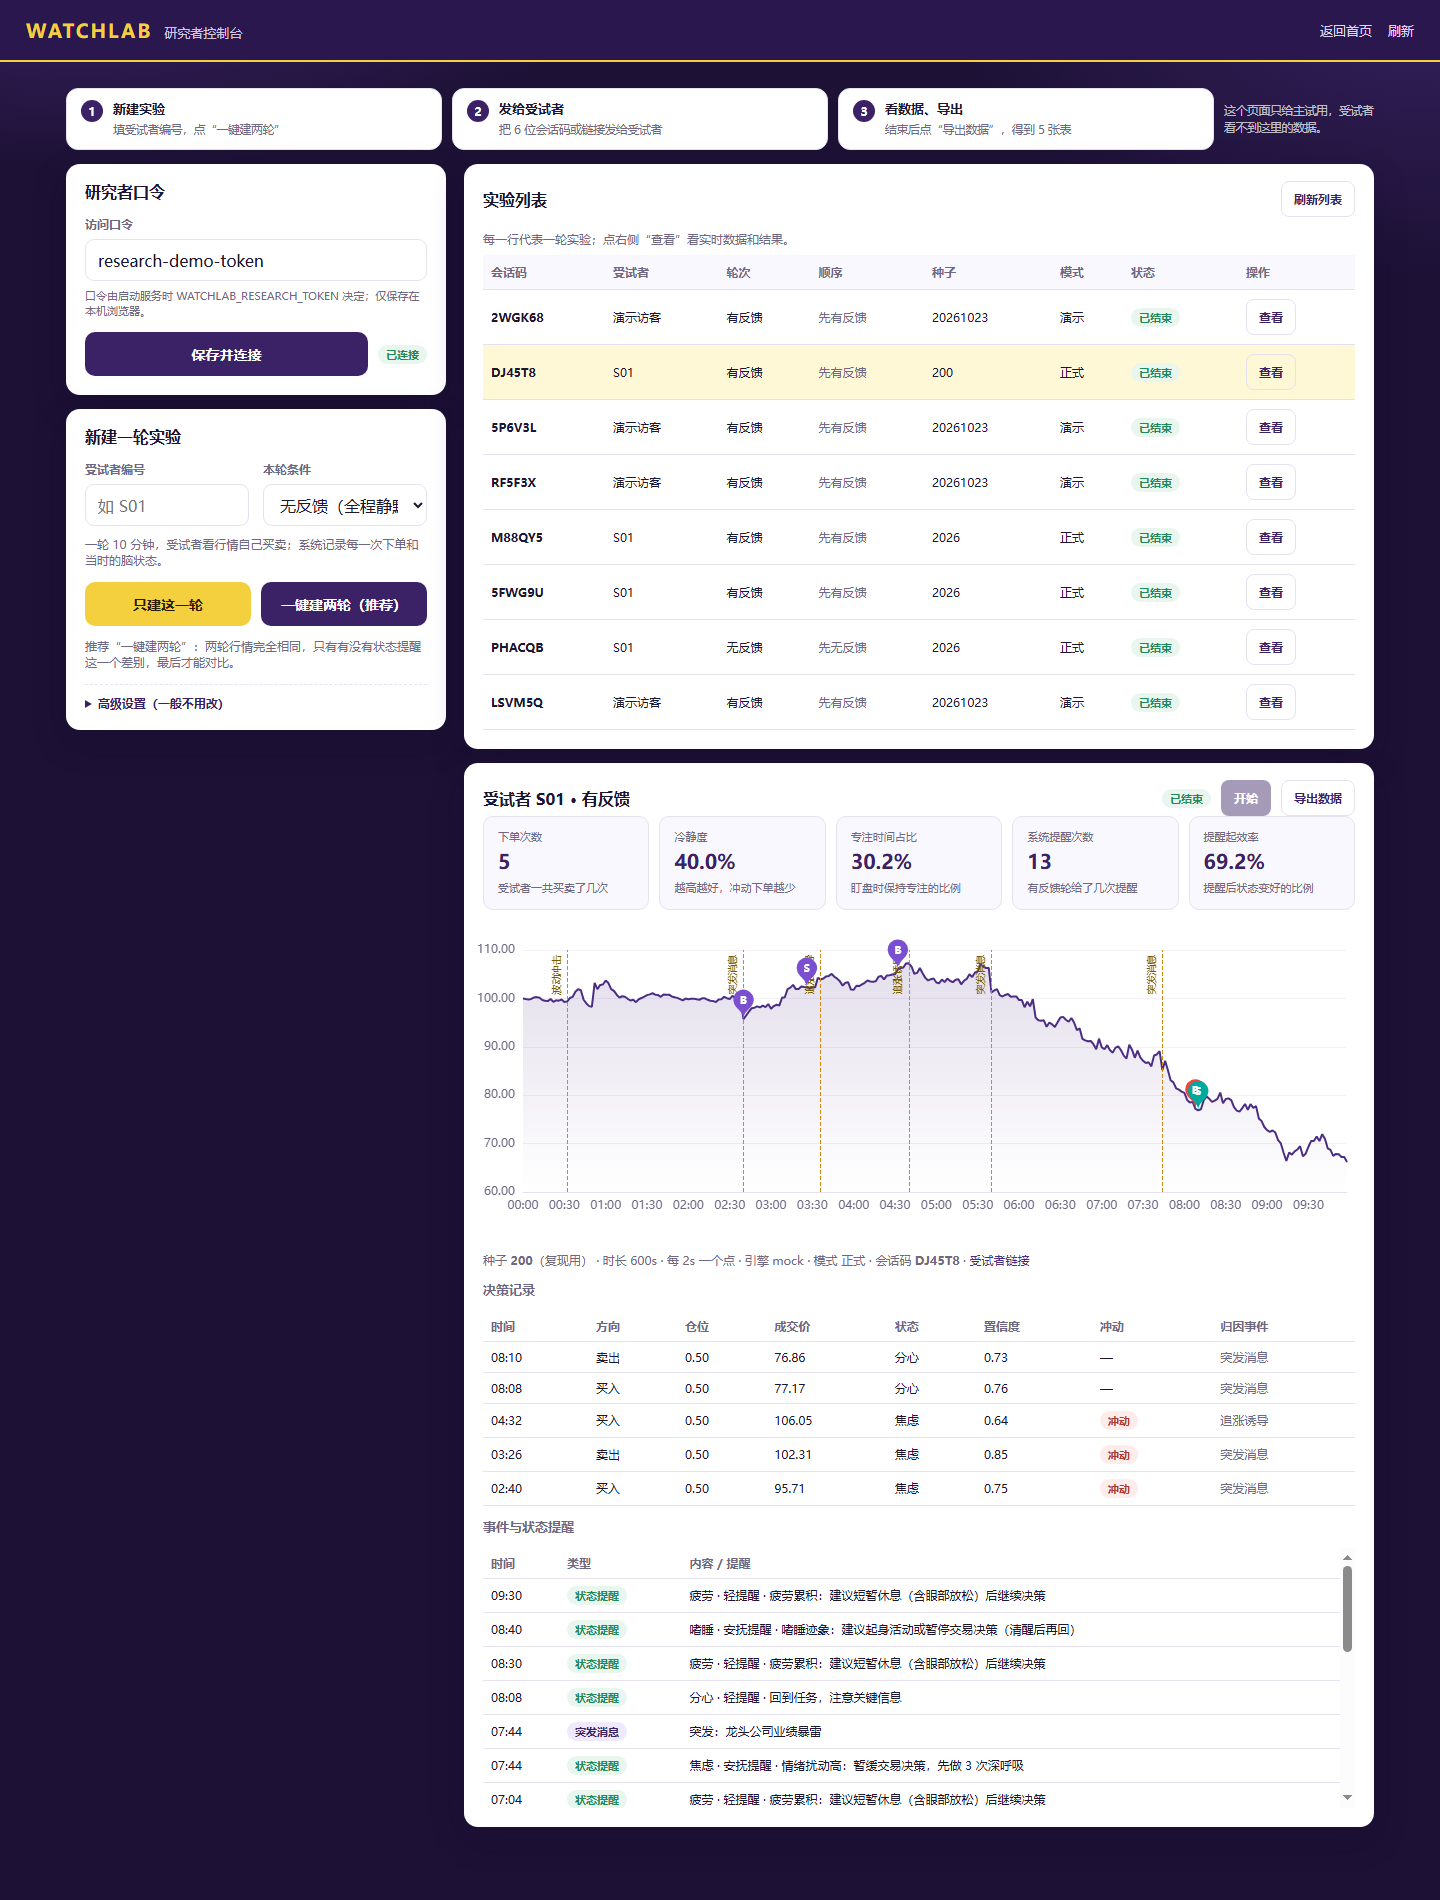 WATCHLAB 研究者控制台
返回首页 刷新
1 新建实验
填受试者编号，点“一键建两轮”
2 发给受试者
把 6 位会话码或链接发给受试者
3 看数据、导出
结束后点“导出数据”，得到 5 张表
这个页面只给主试用，受试者
看不到这里的数据。
研究者口令
访问口令
research-demo-token
口令由启动服务时 WATCHLAB_RESEARCH_TOKEN 决定；仅保存在
本机浏览器。
保存并连接 已连接
新建一轮实验
受试者编号 本轮条件
如 S01 无反馈（全程静默
一轮 10 分钟，受试者看行情自己买卖；系统记录每一次下单和
当时的脑状态。
只建这一轮 一键建两轮（推荐）
推荐“一键建两轮”：两轮行情完全相同，只有有没有状态提醒
这一个差别，最后才能对比。
高级设置（一般不用改）
实验列表 刷新列表
每一行代表一轮实验；点右侧“查看”看实时数据和结果。
会话码 受试者 轮次 顺序 种子 模式 状态 操作
2WGK68 演示访客 有反馈 先有反馈 20261023 演示 已结束 查看
DJ45T8 S01 有反馈 先有反馈 200 正式 已结束 查看
5P6V3L 演示访客 有反馈 先有反馈 20261023 演示 已结束 查看
RF5F3X 演示访客 有反馈 先有反馈 20261023 演示 已结束 查看
M88QY5 S01 有反馈 先有反馈 2026 正式 已结束 查看
5FWG9U S01 有反馈 先有反馈 2026 正式 已结束 查看
PHACQB S01 无反馈 先无反馈 2026 正式 已结束 查看
LSVM5Q 演示访客 有反馈 先有反馈 20261023 演示 已结束 查看
受试者 S01 • 有反馈 已结束 开始 导出数据
下单次数
5
受试者一共买卖了几次
冷静度
40.0%
越高越好，冲动下单越少
专注时间占比
30.2%
盯盘时保持专注的比例
系统提醒次数
13
有反馈轮给了几次提醒
提醒起效率
69.2%
提醒后状态变好的比例
110.00
100.00
90.00
80.00
70.00
60.00
波动冲击
突发消息
突发消息
突发消息
B
S
B
00:00 00:30 01:00 01:30 02:00 02:30 03:00 03:30 04:00 04:30 05:00 05:30 06:00 06:30 07:00 07:30 08:00 08:30 09:00 09:30
种子 200（复现用） · 时长 600s · 每 2s 一个点 · 引擎 mock · 模式 正式 · 会话码 DJ45T8 · 受试者链接
决策记录
时间 方向 仓位 成交价 状态 置信度 冲动 归因事件
08:10 卖出 0.50 76.86 分心 0.73 — 突发消息
08:08 买入 0.50 77.17 分心 0.76 — 突发消息
04:32 买入 0.50 106.05 焦虑 0.64 冲动 追涨诱导
03:26 卖出 0.50 102.31 焦虑 0.85 冲动 突发消息
02:40 买入 0.50 95.71 焦虑 0.75 冲动 突发消息
事件与状态提醒
时间 类型 内容 / 提醒
09:30 状态提醒 疲劳 · 轻提醒 · 疲劳累积：建议短暂休息（含眼部放松）后继续决策
08:40 状态提醒 嗜睡 · 安抚提醒 · 嗜睡迹象：建议起身活动或暂停交易决策（清醒后再回）
08:30 状态提醒 疲劳 · 轻提醒 · 疲劳累积：建议短暂休息（含眼部放松）后继续决策
08:08 状态提醒 分心 · 轻提醒 · 回到任务，注意关键信息
07:44 突发消息 突发：龙头公司业绩暴雷
07:44 状态提醒 焦虑 · 安抚提醒 · 情绪扰动高：暂缓交易决策，先做 3 次深呼吸
07:04 状态提醒 疲劳 · 轻提醒 · 疲劳累积：建议短暂休息（含眼部放松）后继续决策